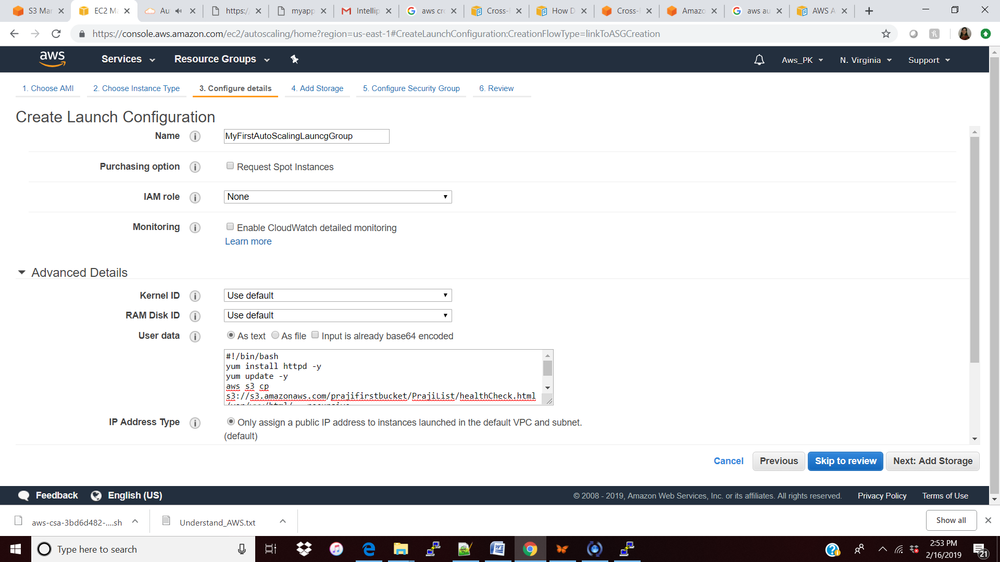 S3 Mar
EC2 M
Au
https:/
myapp
Intellip
aws cr
Cross-
How D
Cross-
Amazo
aws au
AWS A
https://console.aws.amazon.com/ec2/autoscaling/home?region=us-east-1#CreateLaunchConfiguration:CreationFlowType=linkToASGCreation
aws Services Resource Groups Aws_PK N. Virginia Support
1. Choose AMI 2. Choose Instance Type 3. Configure details 4. Add Storage 5. Configure Security Group 6. Review
Create Launch Configuration
Name MyFirstAutoScalingLauncgGroup
Purchasing option Request Spot Instances
IAM role None
Monitoring Enable CloudWatch detailed monitoring
Learn more
Advanced Details
Kernel ID Use default
RAM Disk ID Use default
User data As text As file Input is already base64 encoded
#!/bin/bash
yum install httpd -y
yum update -y
aws s3 cp
s3://s3.amazonaws.com/prajifirstbucket/PrajiList/healthCheck.html
IP Address Type Only assign a public IP address to instances launched in the default VPC and subnet.
(default)
Cancel Previous Skip to review Next: Add Storage
Feedback English (US) © 2008 - 2019, Amazon Web Services, Inc. or its affiliates. All rights reserved. Privacy Policy Terms of Use
aws-csa-3bd6d482-....sh Understand_AWS.txt Show all
Type here to search
2:53 PM
2/16/2019
21